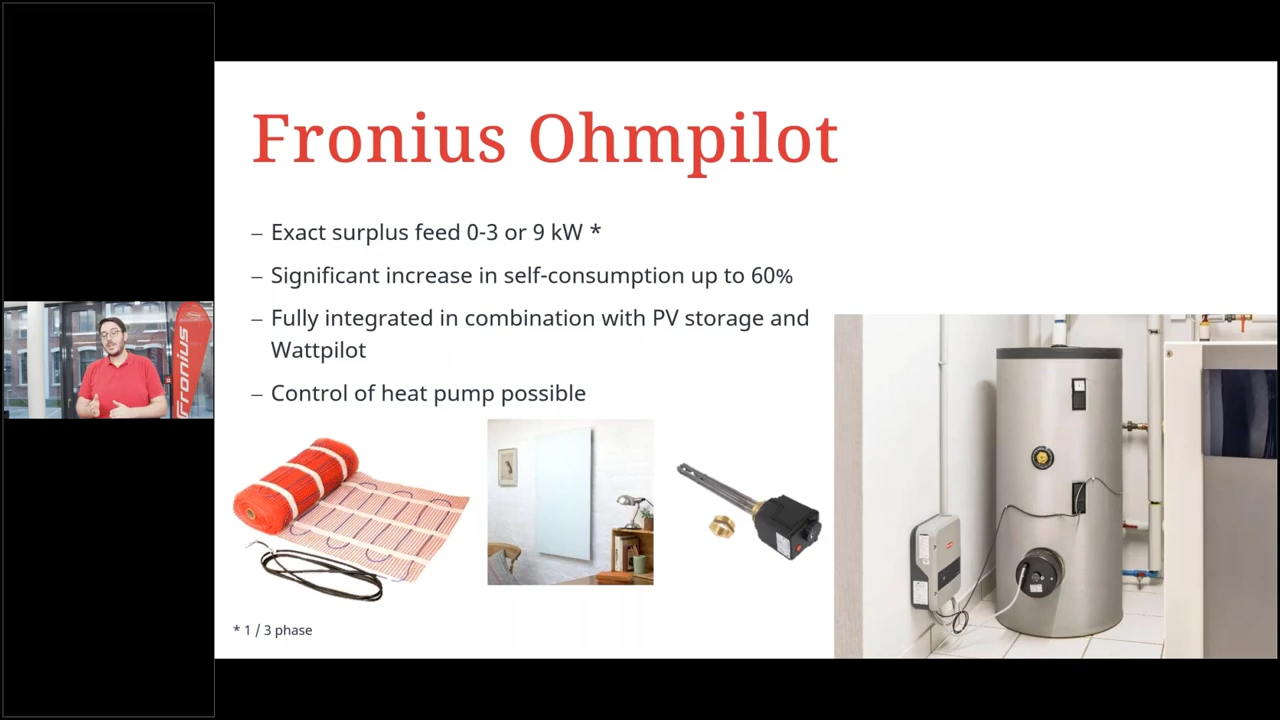 Fronius Ohmpilot
– Exact surplus feed 0-3 or 9 kW *
– Significant increase in self-consumption up to 60%
– Fully integrated in combination with PV storage and
Wattpilot
– Control of heat pump possible
* 1 / 3 phase
Fronius